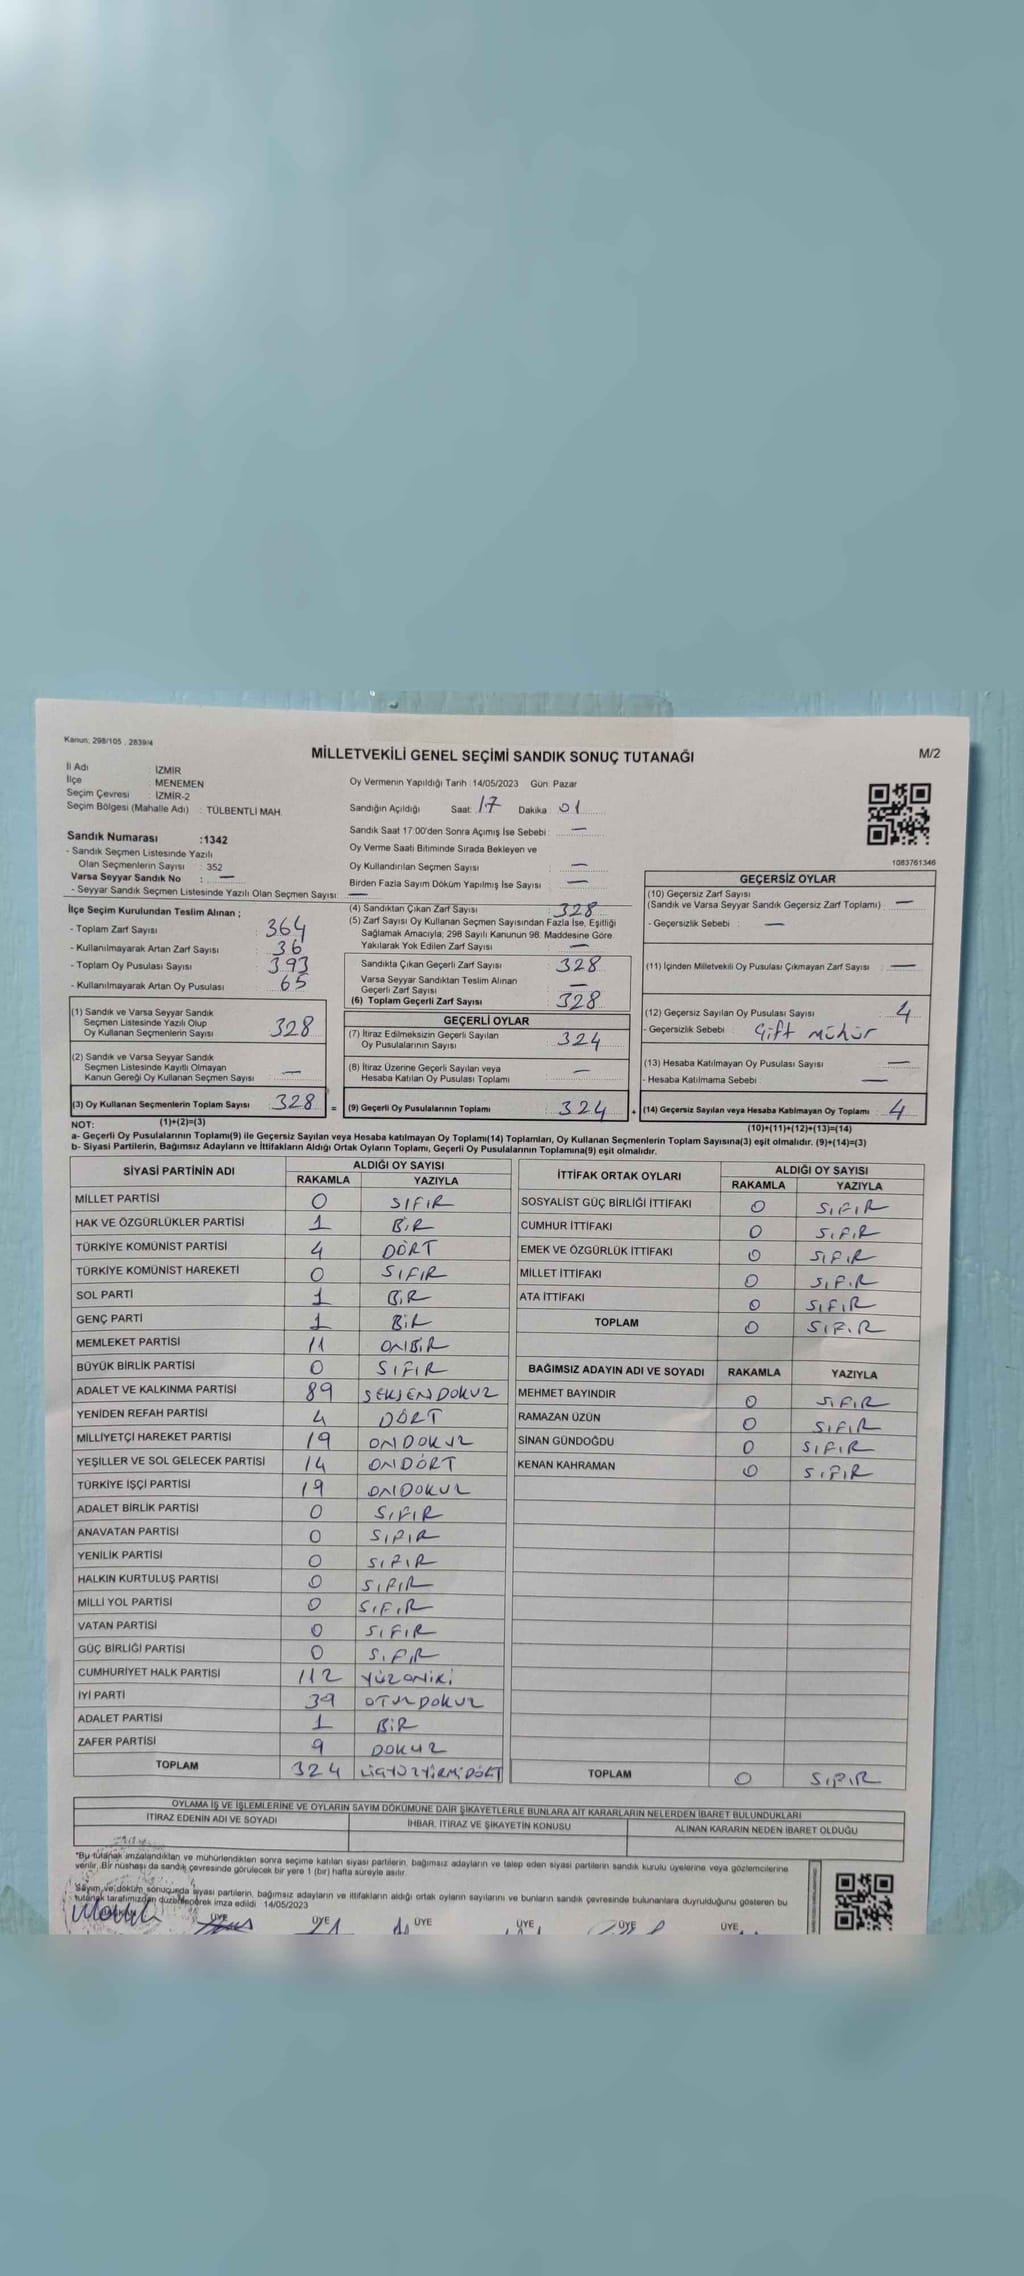 Kanun: 298/105 , 2839/4
MİLLETVEKİLİ GENEL SEÇİMİ SANDIK SONUÇ TUTANAĞI
M/2
İl Adı : İZMİR
İlçe : MENEMEN
Seçim Çevresi : İZMİR-2
Seçim Bölgesi (Mahalle Adı) : TÜLBENTLİ MAH.
Oy Vermenin Yapıldığı Tarih : 14/05/2023 Gün: Pazar
Sandığın Açıldığı Saat: 17 Dakika 01
Sandık Saat 17:00'den Sonra Açımış İse Sebebi : —
Oy Verme Saati Bitiminde Sırada Bekleyen ve
Oy Kullandırılan Seçmen Sayısı : —
Birden Fazla Sayım Döküm Yapılmış İse Sayısı : —
1083761346
Sandık Numarası :1342
- Sandık Seçmen Listesinde Yazılı
Olan Seçmenlerin Sayısı : 352
Varsa Seyyar Sandık No : —
- Seyyar Sandık Seçmen Listesinde Yazılı Olan Seçmen Sayısı: —
İlçe Seçim Kurulundan Teslim Alınan ;
- Toplam Zarf Sayısı : 364
- Kullanılmayarak Artan Zarf Sayısı : 36
- Toplam Oy Pusulası Sayısı : 393
- Kullanılmayarak Artan Oy Pusulası : 65
(1) Sandık ve Varsa Seyyar Sandık
Seçmen Listesinde Yazılı Olup
Oy Kullanan Seçmenlerin Sayısı : 328
(2) Sandık ve Varsa Seyyar Sandık
Seçmen Listesinde Kayıtlı Olmayan
Kanun Gereği Oy Kullanan Seçmen Sayısı : —
(3) Oy Kullanan Seçmenlerin Toplam Sayısı : 328 =
(1)+(2)=(3)
(4) Sandıktan Çıkan Zarf Sayısı : 328
(5) Zarf Sayısı Oy Kullanan Seçmen Sayısından Fazla İse, Eşitliği
Sağlamak Amacıyla; 298 Sayılı Kanunun 98. Maddesine Göre
Yakılarak Yok Edilen Zarf Sayısı : —
Sandıkta Çıkan Geçerli Zarf Sayısı : 328
Varsa Seyyar Sandıktan Teslim Alınan
Geçerli Zarf Sayısı : —
(6) Toplam Geçerli Zarf Sayısı : 328
GEÇERLİ OYLAR
(7) İtiraz Edilmeksizin Geçerli Sayılan
Oy Pusulalarının Sayısı : 324
(8) İtiraz Üzerine Geçerli Sayılan veya
Hesaba Katılan Oy Pusulası Toplamı : —
(9) Geçerli Oy Pusulalarının Toplamı : 324 +
GEÇERSİZ OYLAR
(10) Geçersiz Zarf Sayısı
(Sandık ve Varsa Seyyar Sandık Geçersiz Zarf Toplamı) : —
- Geçersizlik Sebebi : —
(11) İçinden Milletvekili Oy Pusulası Çıkmayan Zarf Sayısı : —
(12) Geçersiz Sayılan Oy Pusulası Sayısı : 4
- Geçersizlik Sebebi : Çift mühür
(13) Hesaba Katılmayan Oy Pusulası Sayısı : —
- Hesaba Katılmama Sebebi : —
(14) Geçersiz Sayılan veya Hesaba Katılmayan Oy Toplamı : 4
(10)+(11)+(12)+(13)=(14)
NOT:
a- Geçerli Oy Pusulalarının Toplamı(9) ile Geçersiz Sayılan veya Hesaba katılmayan Oy Toplamı(14) Toplamları, Oy Kullanan Seçmenlerin Toplam Sayısına(3) eşit olmalıdır. (9)+(14)=(3)
b- Siyasi Partilerin, Bağımsız Adayların ve İttifakların Aldığı Ortak Oyların Toplamı, Geçerli Oy Pusulalarının Toplamına(9) eşit olmalıdır.
SİYASİ PARTİNİN ADI ALDIĞI OY SAYISI
RAKAMLA YAZIYLA
MİLLET PARTİSİ 0 SIFIR
HAK VE ÖZGÜRLÜKLER PARTİSİ 1 BİR
TÜRKİYE KOMÜNİST PARTİSİ 4 DÖRT
TÜRKİYE KOMÜNİST HAREKETİ 0 SIFIR
SOL PARTİ 1 BİR
GENÇ PARTİ 1 BİR
MEMLEKET PARTİSİ 11 ONBİR
BÜYÜK BİRLİK PARTİSİ 0 SIFIR
ADALET VE KALKINMA PARTİSİ 89 SEKSENDOKUZ
YENİDEN REFAH PARTİSİ 4 DÖRT
MİLLİYETÇİ HAREKET PARTİSİ 19 ONDOKUZ
YEŞİLLER VE SOL GELECEK PARTİSİ 14 ONDÖRT
TÜRKİYE İŞÇİ PARTİSİ 19 ONDOKUZ
ADALET BİRLİK PARTİSİ 0 SIFIR
ANAVATAN PARTİSİ 0 SIFIR
YENİLİK PARTİSİ 0 SIFIR
HALKIN KURTULUŞ PARTİSİ 0 SIFIR
MİLLİ YOL PARTİSİ 0 SIFIR
VATAN PARTİSİ 0 SIFIR
GÜÇ BİRLİĞİ PARTİSİ 0 SIFIR
CUMHURİYET HALK PARTİSİ 112 YÜZONİKİ
İYİ PARTİ 39 OTUZDOKUZ
ADALET PARTİSİ 1 BİR
ZAFER PARTİSİ 9 DOKUZ
TOPLAM 324 ÜÇYÜZYİRMİDÖRT
İTTİFAK ORTAK OYLARI ALDIĞI OY SAYISI
RAKAMLA YAZIYLA
SOSYALİST GÜÇ BİRLİĞİ İTTİFAKI 0 SIFIR
CUMHUR İTTİFAKI 0 SIFIR
EMEK VE ÖZGÜRLÜK İTTİFAKI 0 SIFIR
MİLLET İTTİFAKI 0 SIFIR
ATA İTTİFAKI 0 SIFIR
TOPLAM 0 SIFIR
BAĞIMSIZ ADAYIN ADI VE SOYADI RAKAMLA YAZIYLA
MEHMET BAYINDIR 0 SIFIR
RAMAZAN ÜZÜN 0 SIFIR
SİNAN GÜNDOĞDU 0 SIFIR
KENAN KAHRAMAN 0 SIFIR
TOPLAM 0 SIFIR
OYLAMA İŞ VE İŞLEMLERİNE VE OYLARIN SAYIM DÖKÜMÜNE DAİR ŞİKAYETLERLE BUNLARA AİT KARARLARIN NELERDEN İBARET BULUNDUKLARI
İTİRAZ EDENİN ADI VE SOYADI İHBAR, İTİRAZ VE ŞİKAYETİN KONUSU ALINAN KARARIN NEDEN İBARET OLDUĞU
"Bu tutanak imzalandıktan ve mühürlendikten sonra seçime katılan siyasi partilerin, bağımsız adayların ve talep eden siyasi partilerin sandık kurulu üyelerine veya gözlemcilerine
verilir. Bir nüshası da sandık çevresinde görülecek bir yere 1 (bir) hafta süreyle asılır.
Sayım ve döküm sonucunda siyasi partilerin, bağımsız adayların ve ittifakların aldığı ortak oyların sayılarını ve bunların sandık çevresinde bulunanlara duyrulduğunu gösteren bu
tutanak tarafımızdan düzenlenerek imza edildi 14/05/2023
ÜYE ÜYE ÜYE ÜYE ÜYE ÜYE